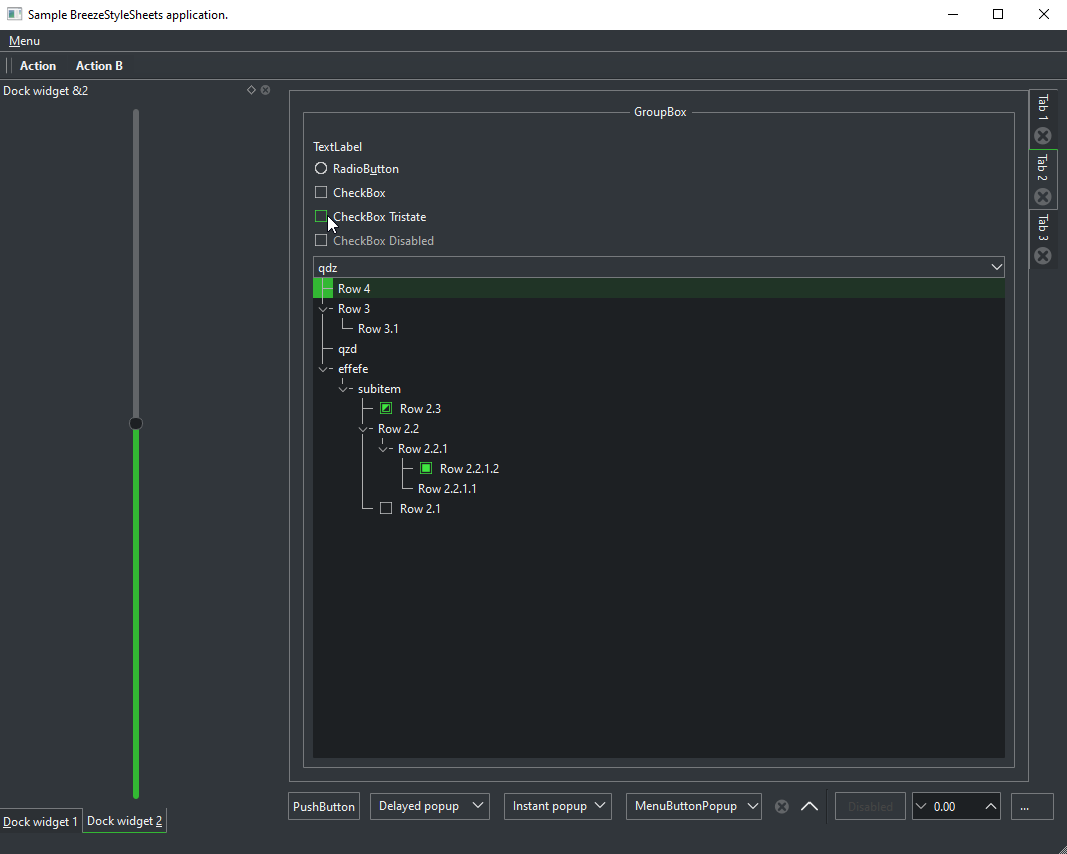 Sample BreezeStyleSheets application.
Menu
Action Action B
Dock widget &2
Tab 1
Tab 2
Tab 3
GroupBox
TextLabel
RadioButton
CheckBox
CheckBox Tristate
CheckBox Disabled
qdz
Row 4
Row 3
Row 3.1
qzd
effefe
subitem
Row 2.3
Row 2.2
Row 2.2.1
Row 2.2.1.2
Row 2.2.1.1
Row 2.1
PushButton Delayed popup Instant popup MenuButtonPopup Disabled 0.00 ...
Dock widget 1 Dock widget 2